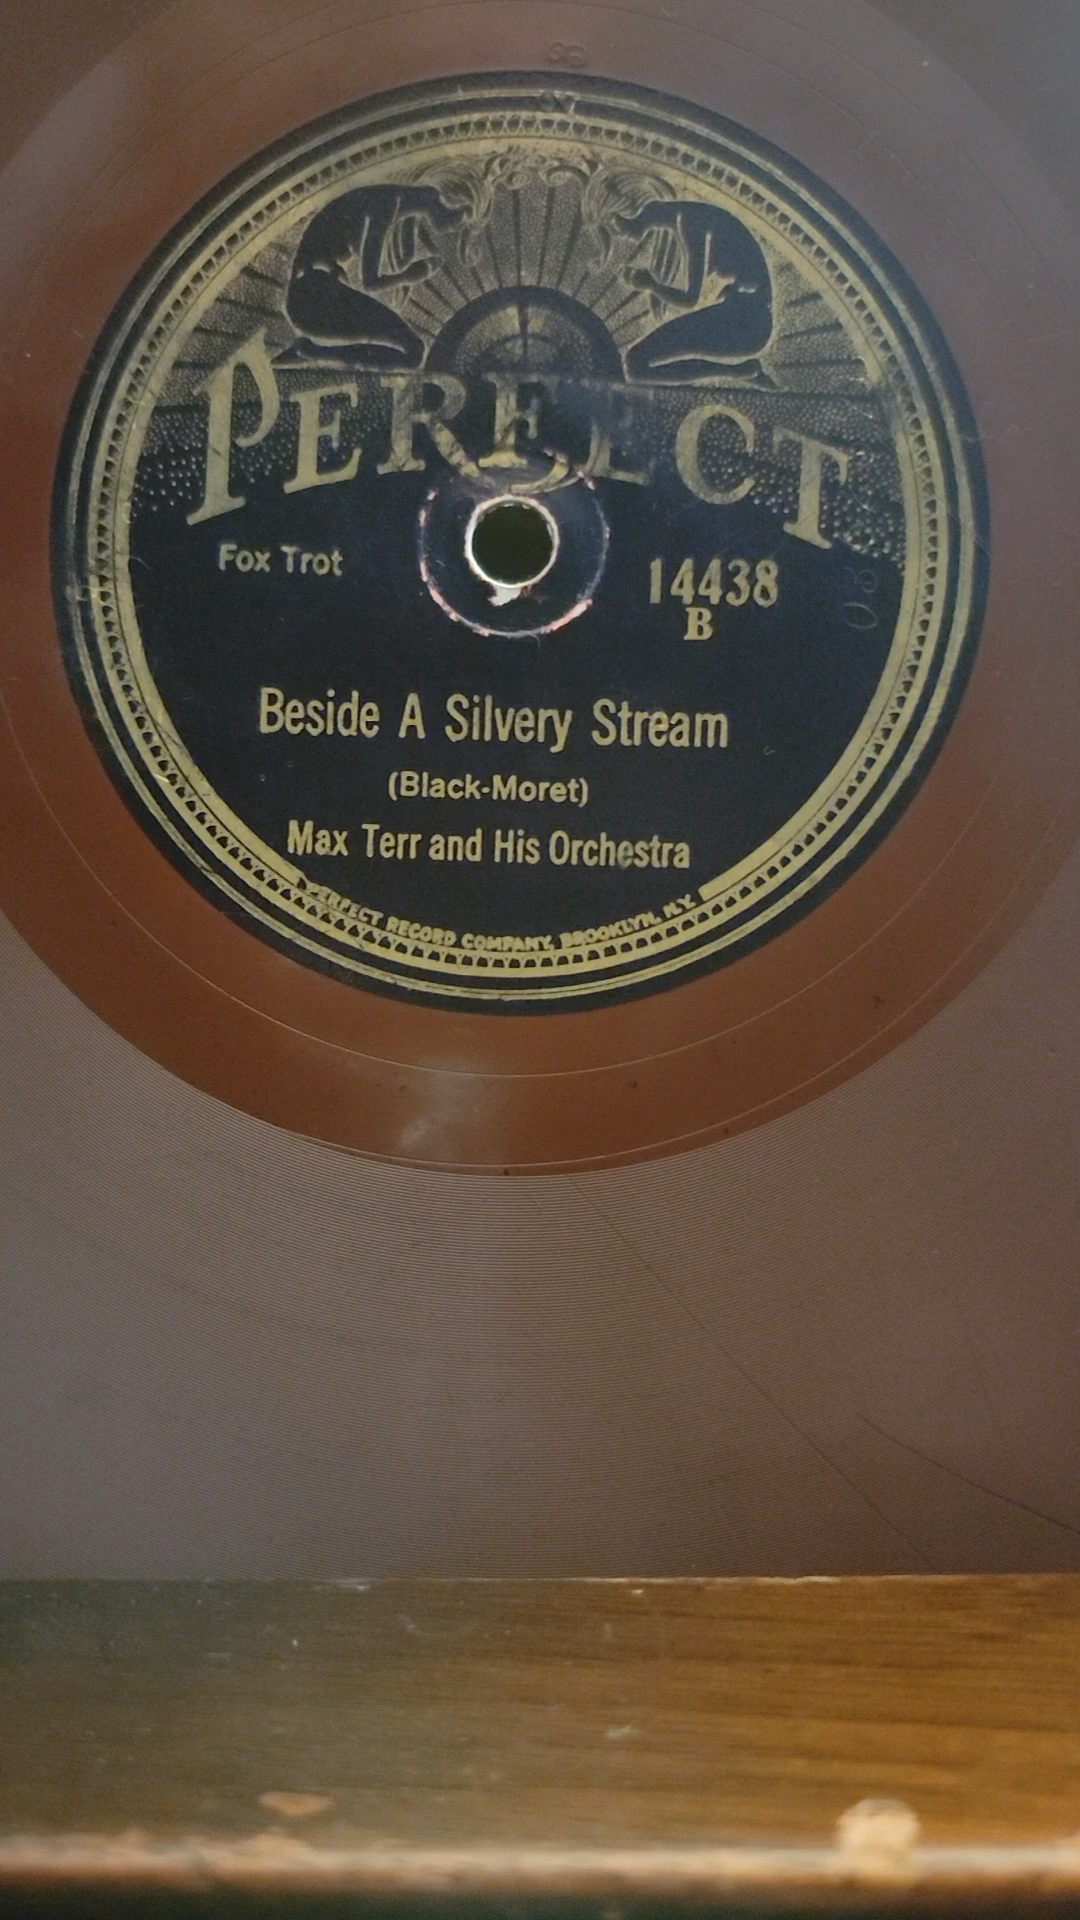 PERFECT
Fox Trot
14438
B
Beside A Silvery Stream
(Black-Moret)
Max Terr and His Orchestra
PERFECT RECORD COMPANY, BROOKLYN, N.Y.